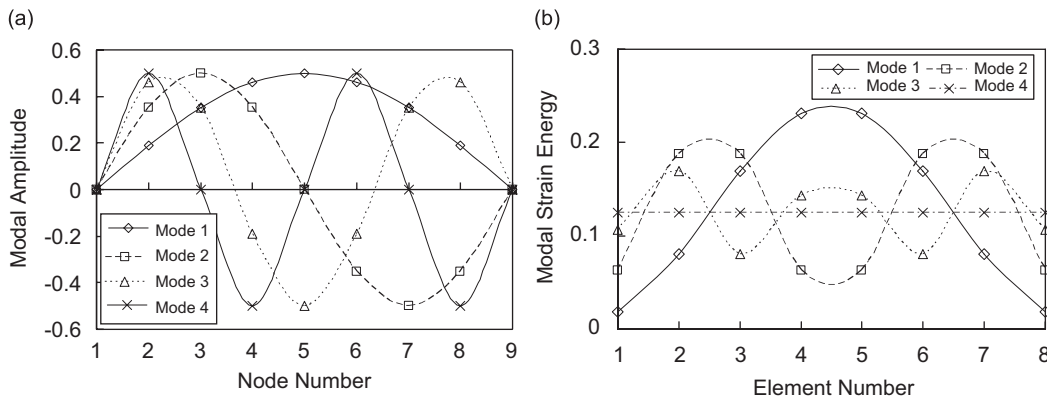 (a)
0.6
0.4
0.2
0
-0.2
-0.4
-0.6
Modal Amplitude
Mode 1
Mode 2
Mode 3
Mode 4
1 2 3 4 5 6 7 8 9
Node Number
(b)
0.3
0.2
0.1
0
Modal Strain Energy
Mode 1 Mode 2
Mode 3 Mode 4
1 2 3 4 5 6 7 8
Element Number